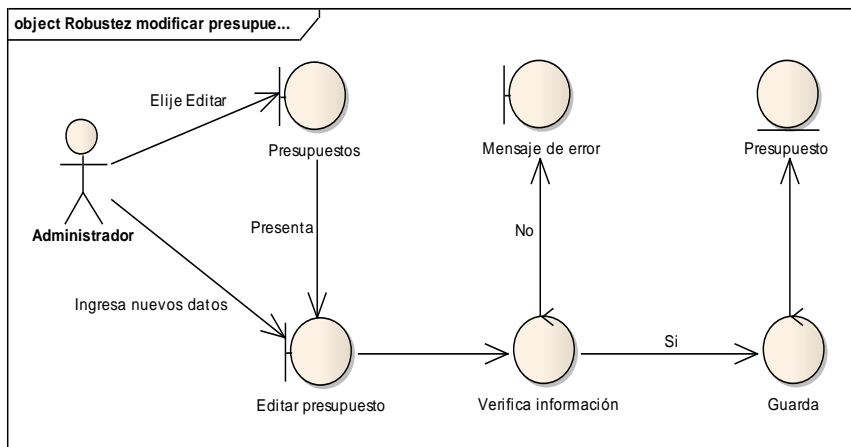 object Robustez modificar presupue...
Elije Editar
Presupuestos
Mensaje de error
Presupuesto
Administrador
Presenta
No
Ingresa nuevos datos
Si
Editar presupuesto
Verifica información
Guarda